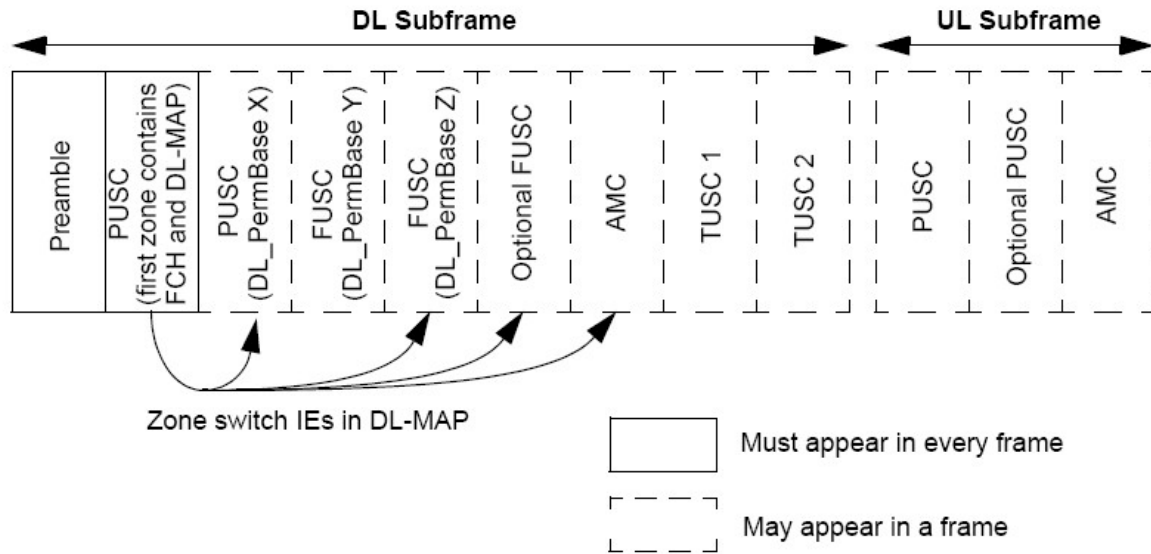 DL Subframe
UL Subframe
Preamble
PUSC
(first zone contains
FCH and DL-MAP)
PUSC
(DL_PermBase X)
FUSC
(DL_PermBase Y)
FUSC
(DL_PermBase Z)
Optional FUSC
AMC
TUSC 1
TUSC 2
PUSC
Optional PUSC
AMC
Zone switch IEs in DL-MAP
Must appear in every frame
May appear in a frame